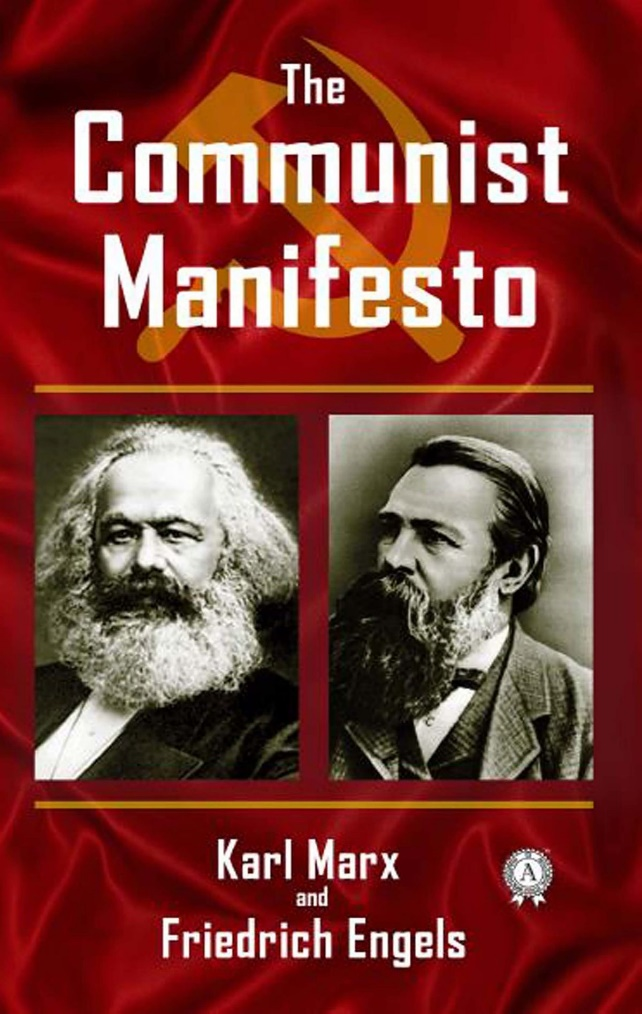 The
Communist
Manifesto
Karl Marx
and
Friedrich Engels
A